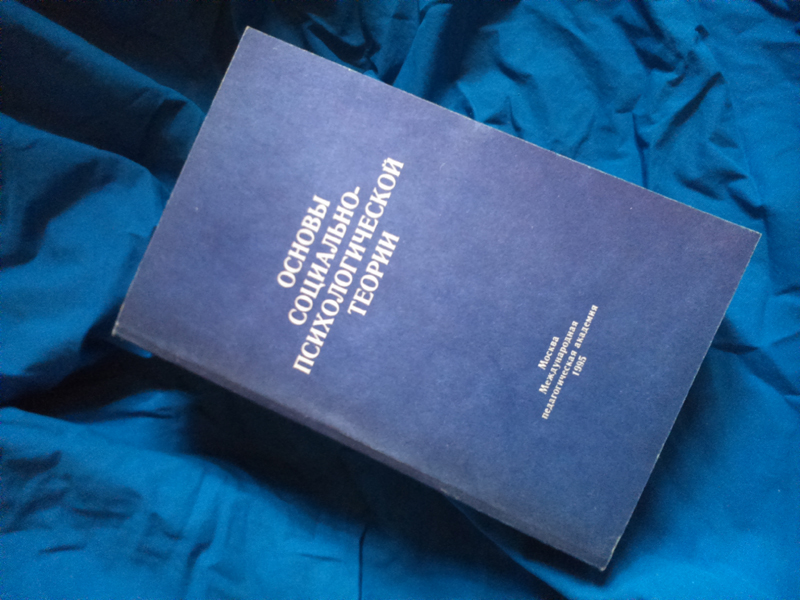 ОСНОВЫ
СОЦИАЛЬНО-
ПСИХОЛОГИЧЕСКОЙ
ТЕОРИИ
Москва
Международная
педагогическая академия
1995